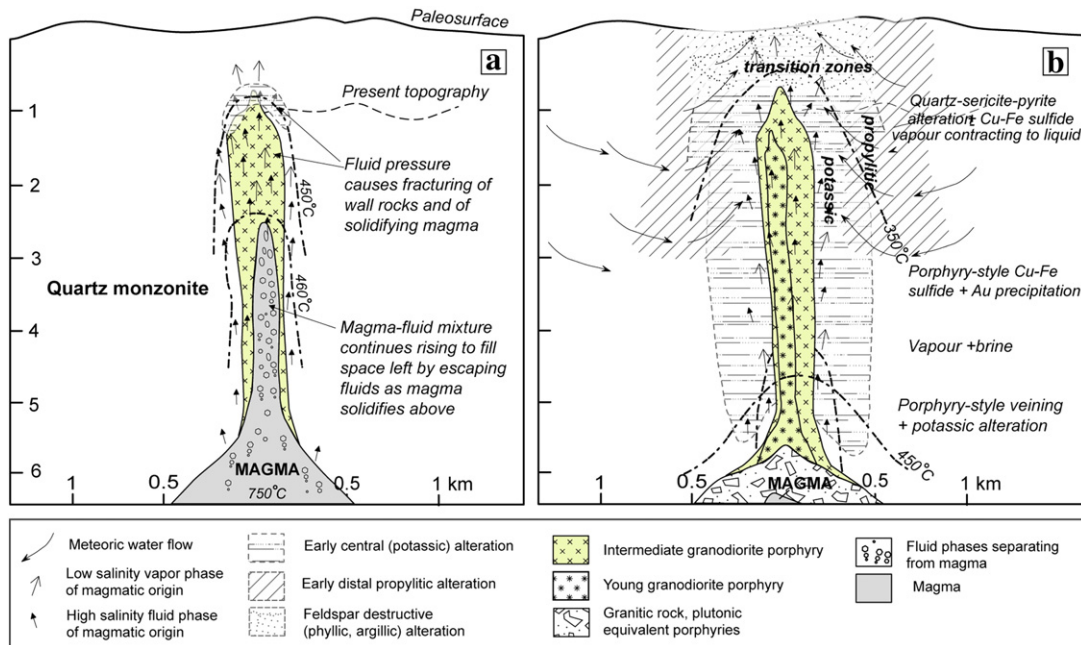 Paleosurface
a
1
2
3
4
5
6
Present topography
Fluid pressure
causes fracturing of
wall rocks and of
solidifying magma
450°C
460°C
Quartz monzonite
Magma-fluid mixture
continues rising to fill
space left by escaping
fluids as magma
solidifies above
MAGMA
750°C
1
0.5
0.5
1 km
b
transition zones
Quartz-sericite-pyrite
alteration ± Cu-Fe sulfide
vapour contracting to liquid
propylitic
potassic
350°C
Porphyry-style Cu-Fe
sulfide + Au precipitation
Vapour +brine
Porphyry-style veining
+ potassic alteration
450°C
MAGMA
1
0.5
0.5
1 km
Meteoric water flow
Low salinity vapor phase
of magmatic origin
High salinity fluid phase
of magmatic origin
Early central (potassic) alteration
Early distal propylitic alteration
Feldspar destructive
(phyllic, argillic) alteration
Intermediate granodiorite porphyry
Young granodiorite porphyry
Granitic rock, plutonic
equivalent porphyries
Fluid phases separating
from magma
Magma